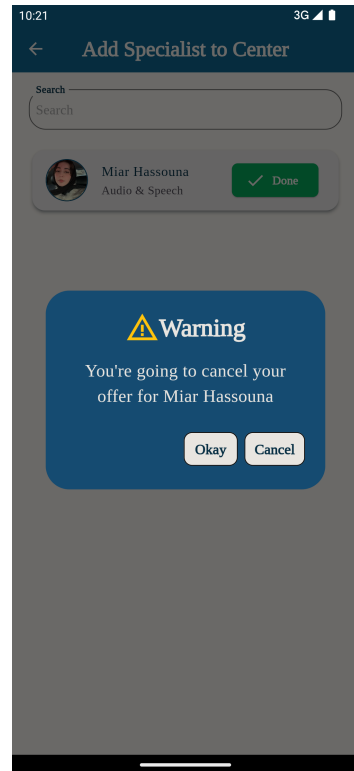 10:21 3G
Add Specialist to Center
Search
Search
Miar Hassouna
Audio & Speech
Done
Warning
You're going to cancel your
offer for Miar Hassouna
Okay Cancel